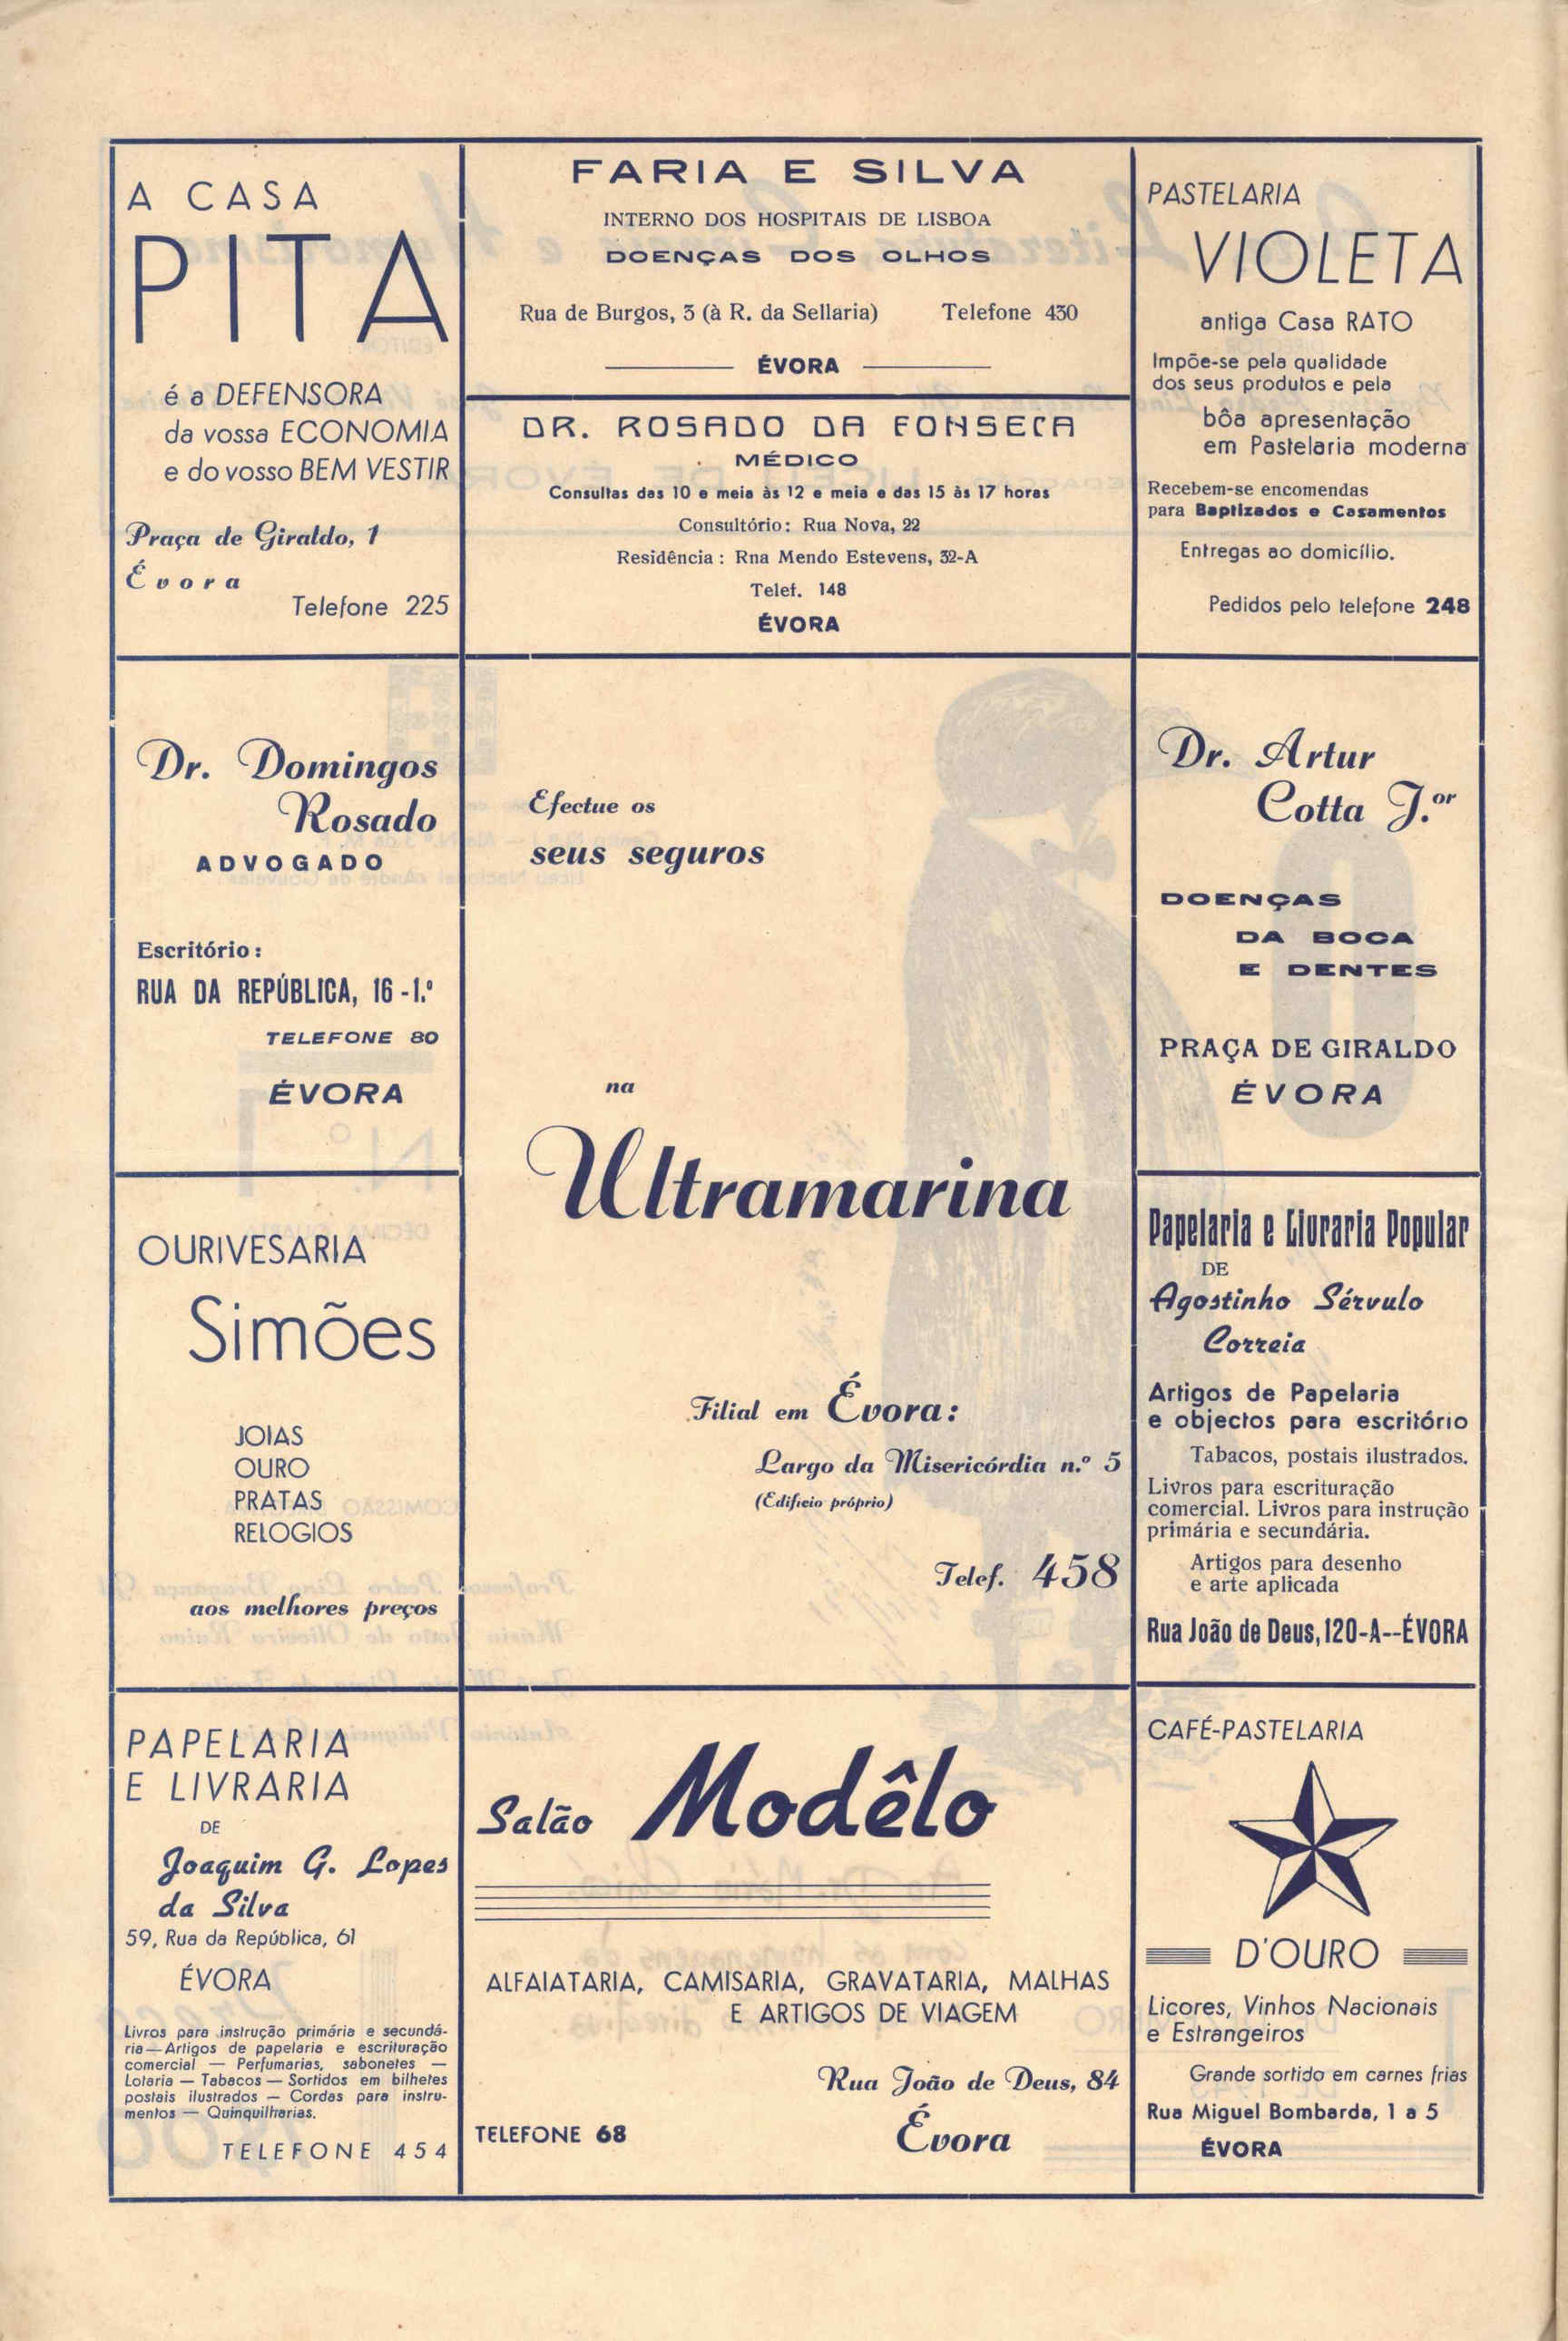 A CASA
PITA
é a DEFENSORA
da vossa ECONOMIA
e do vosso BEM VESTIR
Praça de Giraldo, 1
Évora
Telefone 225
FARIA E SILVA
INTERNO DOS HOSPITAIS DE LISBOA
DOENÇAS DOS OLHOS
Rua de Burgos, 3 (à R. da Sellaria) Telefone 430
ÉVORA
DR. ROSADO DA FONSECA
MÉDICO
Consultas das 10 e meia às 12 e meia e das 15 às 17 horas
Consultório: Rua Nova, 22
Residência : Rna Mendo Estevens, 32-A
Telef. 148
ÉVORA
PASTELARIA
VIOLETA
antiga Casa RATO
Impõe-se pela qualidade
dos seus produtos e pela
bôa apresentação
em Pastelaria moderna
Recebem-se encomendas
para Baptizados e Casamentos
Entregas ao domicílio.
Pedidos pelo telefone 248
Dr. Domingos
Rosado
ADVOGADO
Escritório :
RUA DA REPÚBLICA, 16 -1.º
TELEFONE 80
ÉVORA
Efectue os
seus seguros
na
Ultramarina
Filial em Évora:
Largo da Misericórdia n.º 5
(Edifício próprio)
Telef. 458
Dr. Artur
Cotta J.or
DOENÇAS
DA BOCA
E DENTES
PRAÇA DE GIRALDO
ÉVORA
OURIVESARIA
Simões
JOIAS
OURO
PRATAS
RELOGIOS
aos melhores preços
Papelaria e Livraria Popular
DE
Agostinho Sérvulo
Correia
Artigos de Papelaria
e objectos para escritório
Tabacos, postais ilustrados.
Livros para escrituração
comercial. Livros para instrução
primária e secundária.
Artigos para desenho
e arte aplicada
Rua João de Deus, 120-A--ÉVORA
PAPELARIA
E LIVRARIA
DE
Joaquim G. Lopes
da Silva
59, Rua da República, 61
ÉVORA
Livros para instrução primária e secundá-
ria — Artigos de papelaria e escrituração
comercial — Perfumarias, sabonetes —
Lotaria — Tabacos — Sortidos em bilhetes
postais ilustrados — Cordas para instru-
mentos — Quinquilharias.
TELEFONE 454
Salão Modêlo
ALFAIATARIA, CAMISARIA, GRAVATARIA, MALHAS
E ARTIGOS DE VIAGEM
Rua João de Deus, 84
TELEFONE 68
Évora
CAFÉ-PASTELARIA
D'OURO
Licores, Vinhos Nacionais
e Estrangeiros
Grande sortido em carnes frias
Rua Miguel Bombarda, 1 a 5
ÉVORA